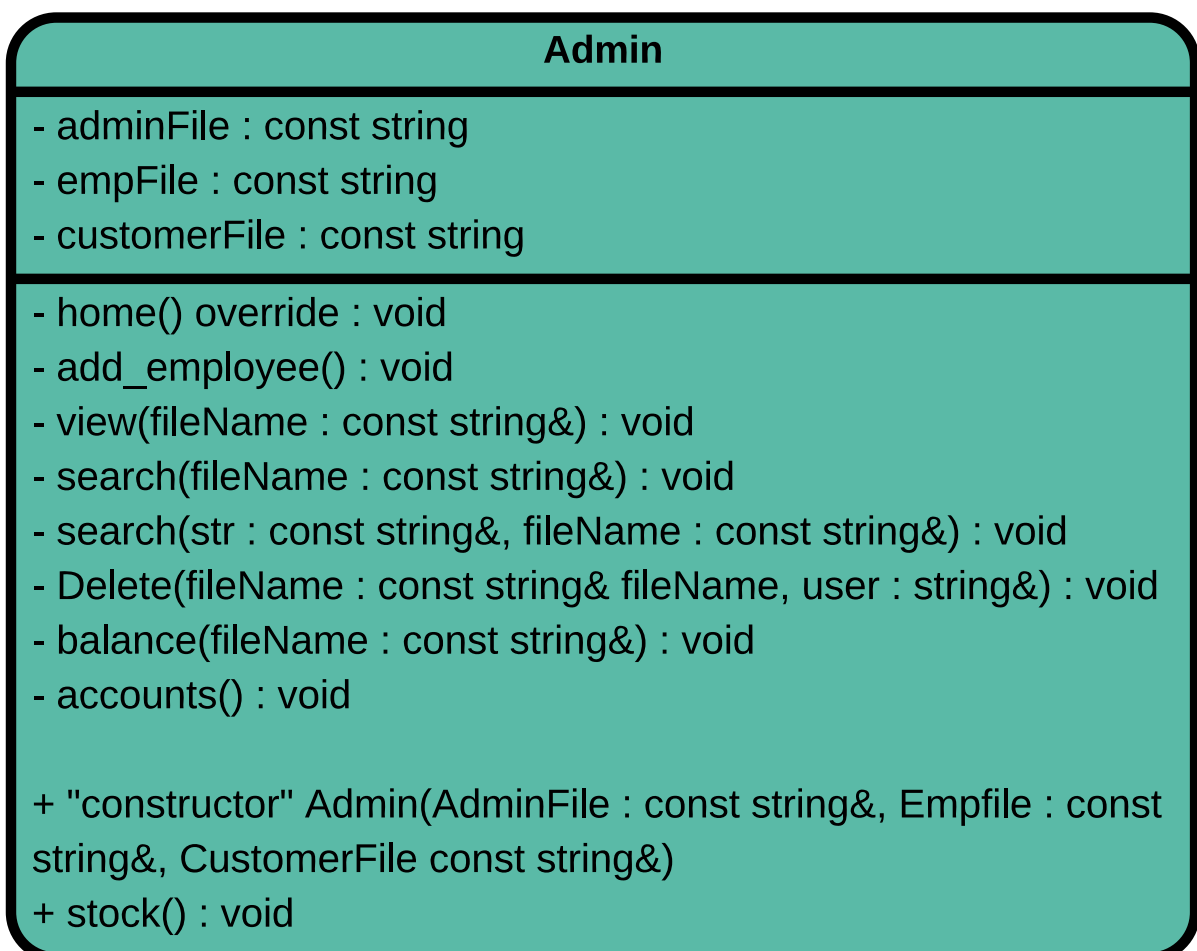 Admin
- adminFile : const string
- empFile : const string
- customerFile : const string
- home() override : void
- add_employee() : void
- view(fileName : const string&) : void
- search(fileName : const string&) : void
- search(str : const string&, fileName : const string&) : void
- Delete(fileName : const string& fileName, user : string&) : void
- balance(fileName : const string&) : void
- accounts() : void
+ "constructor" Admin(AdminFile : const string&, Empfile : const
string&, CustomerFile const string&)
+ stock() : void